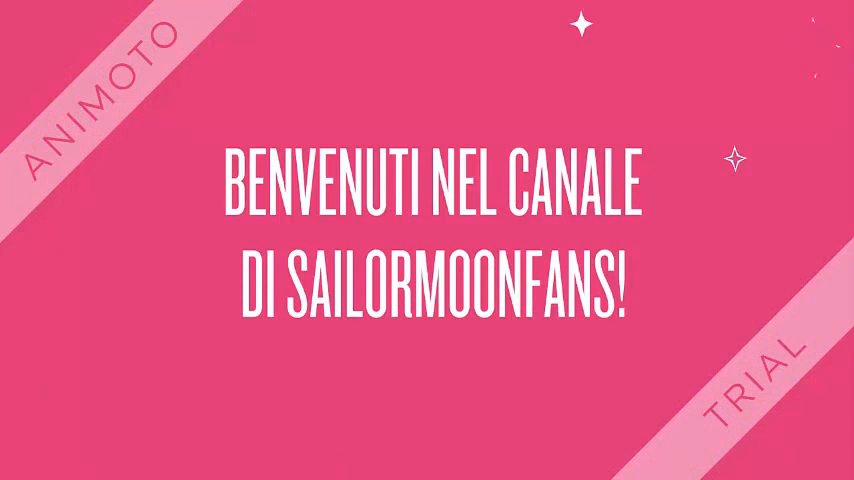 ANIMOTO
BENVENUTI NEL CANALE
DI SAILORMOONFANS!
TRIAL